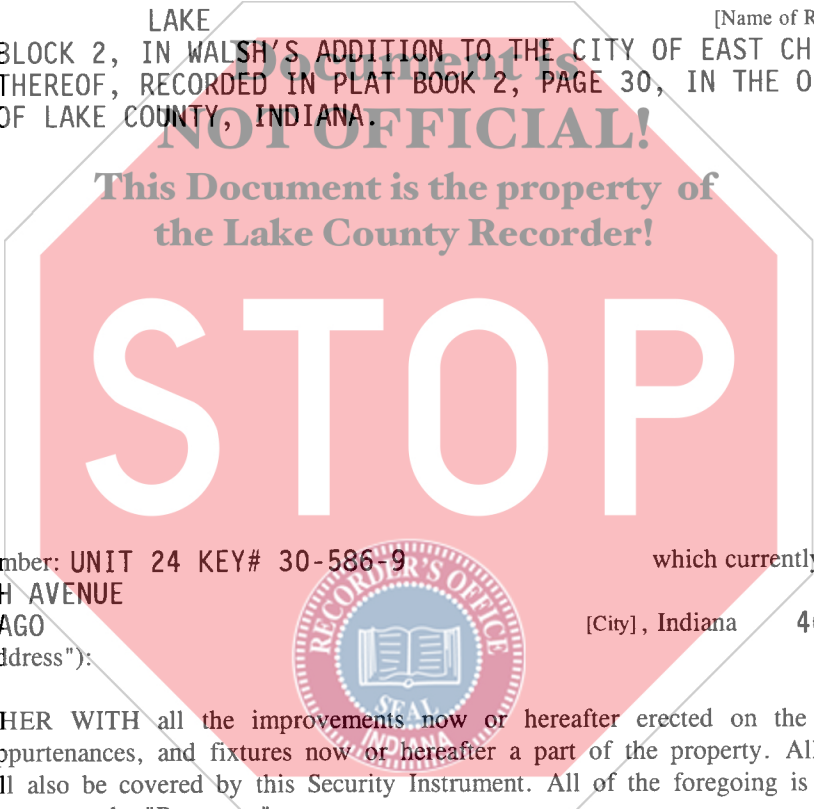 LAKE [Name of R
BLOCK 2, IN WALSH'S ADDITION TO THE CITY OF EAST CH
THEREOF, RECORDED IN PLAT BOOK 2, PAGE 30, IN THE O
OF LAKE COUNTY, INDIANA.
Document is
NOT OFFICIAL!
This Document is the property of
the Lake County Recorder!
STOP
mber: UNIT 24 KEY# 30-586-9 which currently
H AVENUE
AGO [City], Indiana 4
ddress"):
RECORDER'S OFFICE
SEAL
INDIANA
HER WITH all the improvements now or hereafter erected on the
ppurtenances, and fixtures now or hereafter a part of the property. All
ll also be covered by this Security Instrument. All of the foregoing is